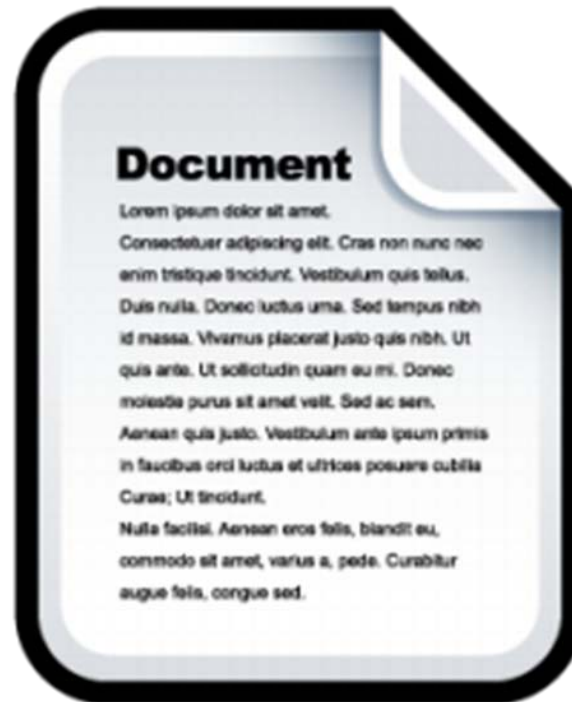 Document
Lorem ipsum dolor sit amet.
Consectetuer adipiscing elit. Cras non nunc nec
enim tristique tincidunt. Vestibulum quis tellus.
Duis nulla. Donec luctus urna. Sed tempus nibh
id massa. Vivamus placerat justo quis nibh. Ut
quis ante. Ut sollicitudin quam eu mi. Donec
molestie purus sit amet velit. Sed ac sem.
Aenean quis justo. Vestibulum ante ipsum primis
in faucibus orci luctus et ultrices posuere cubilia
Curae; Ut tincidunt.
Nulla facilisi. Aenean eros felis, blandit eu,
commodo sit amet, varius a, pede. Curabitur
augue felis, congue sed.